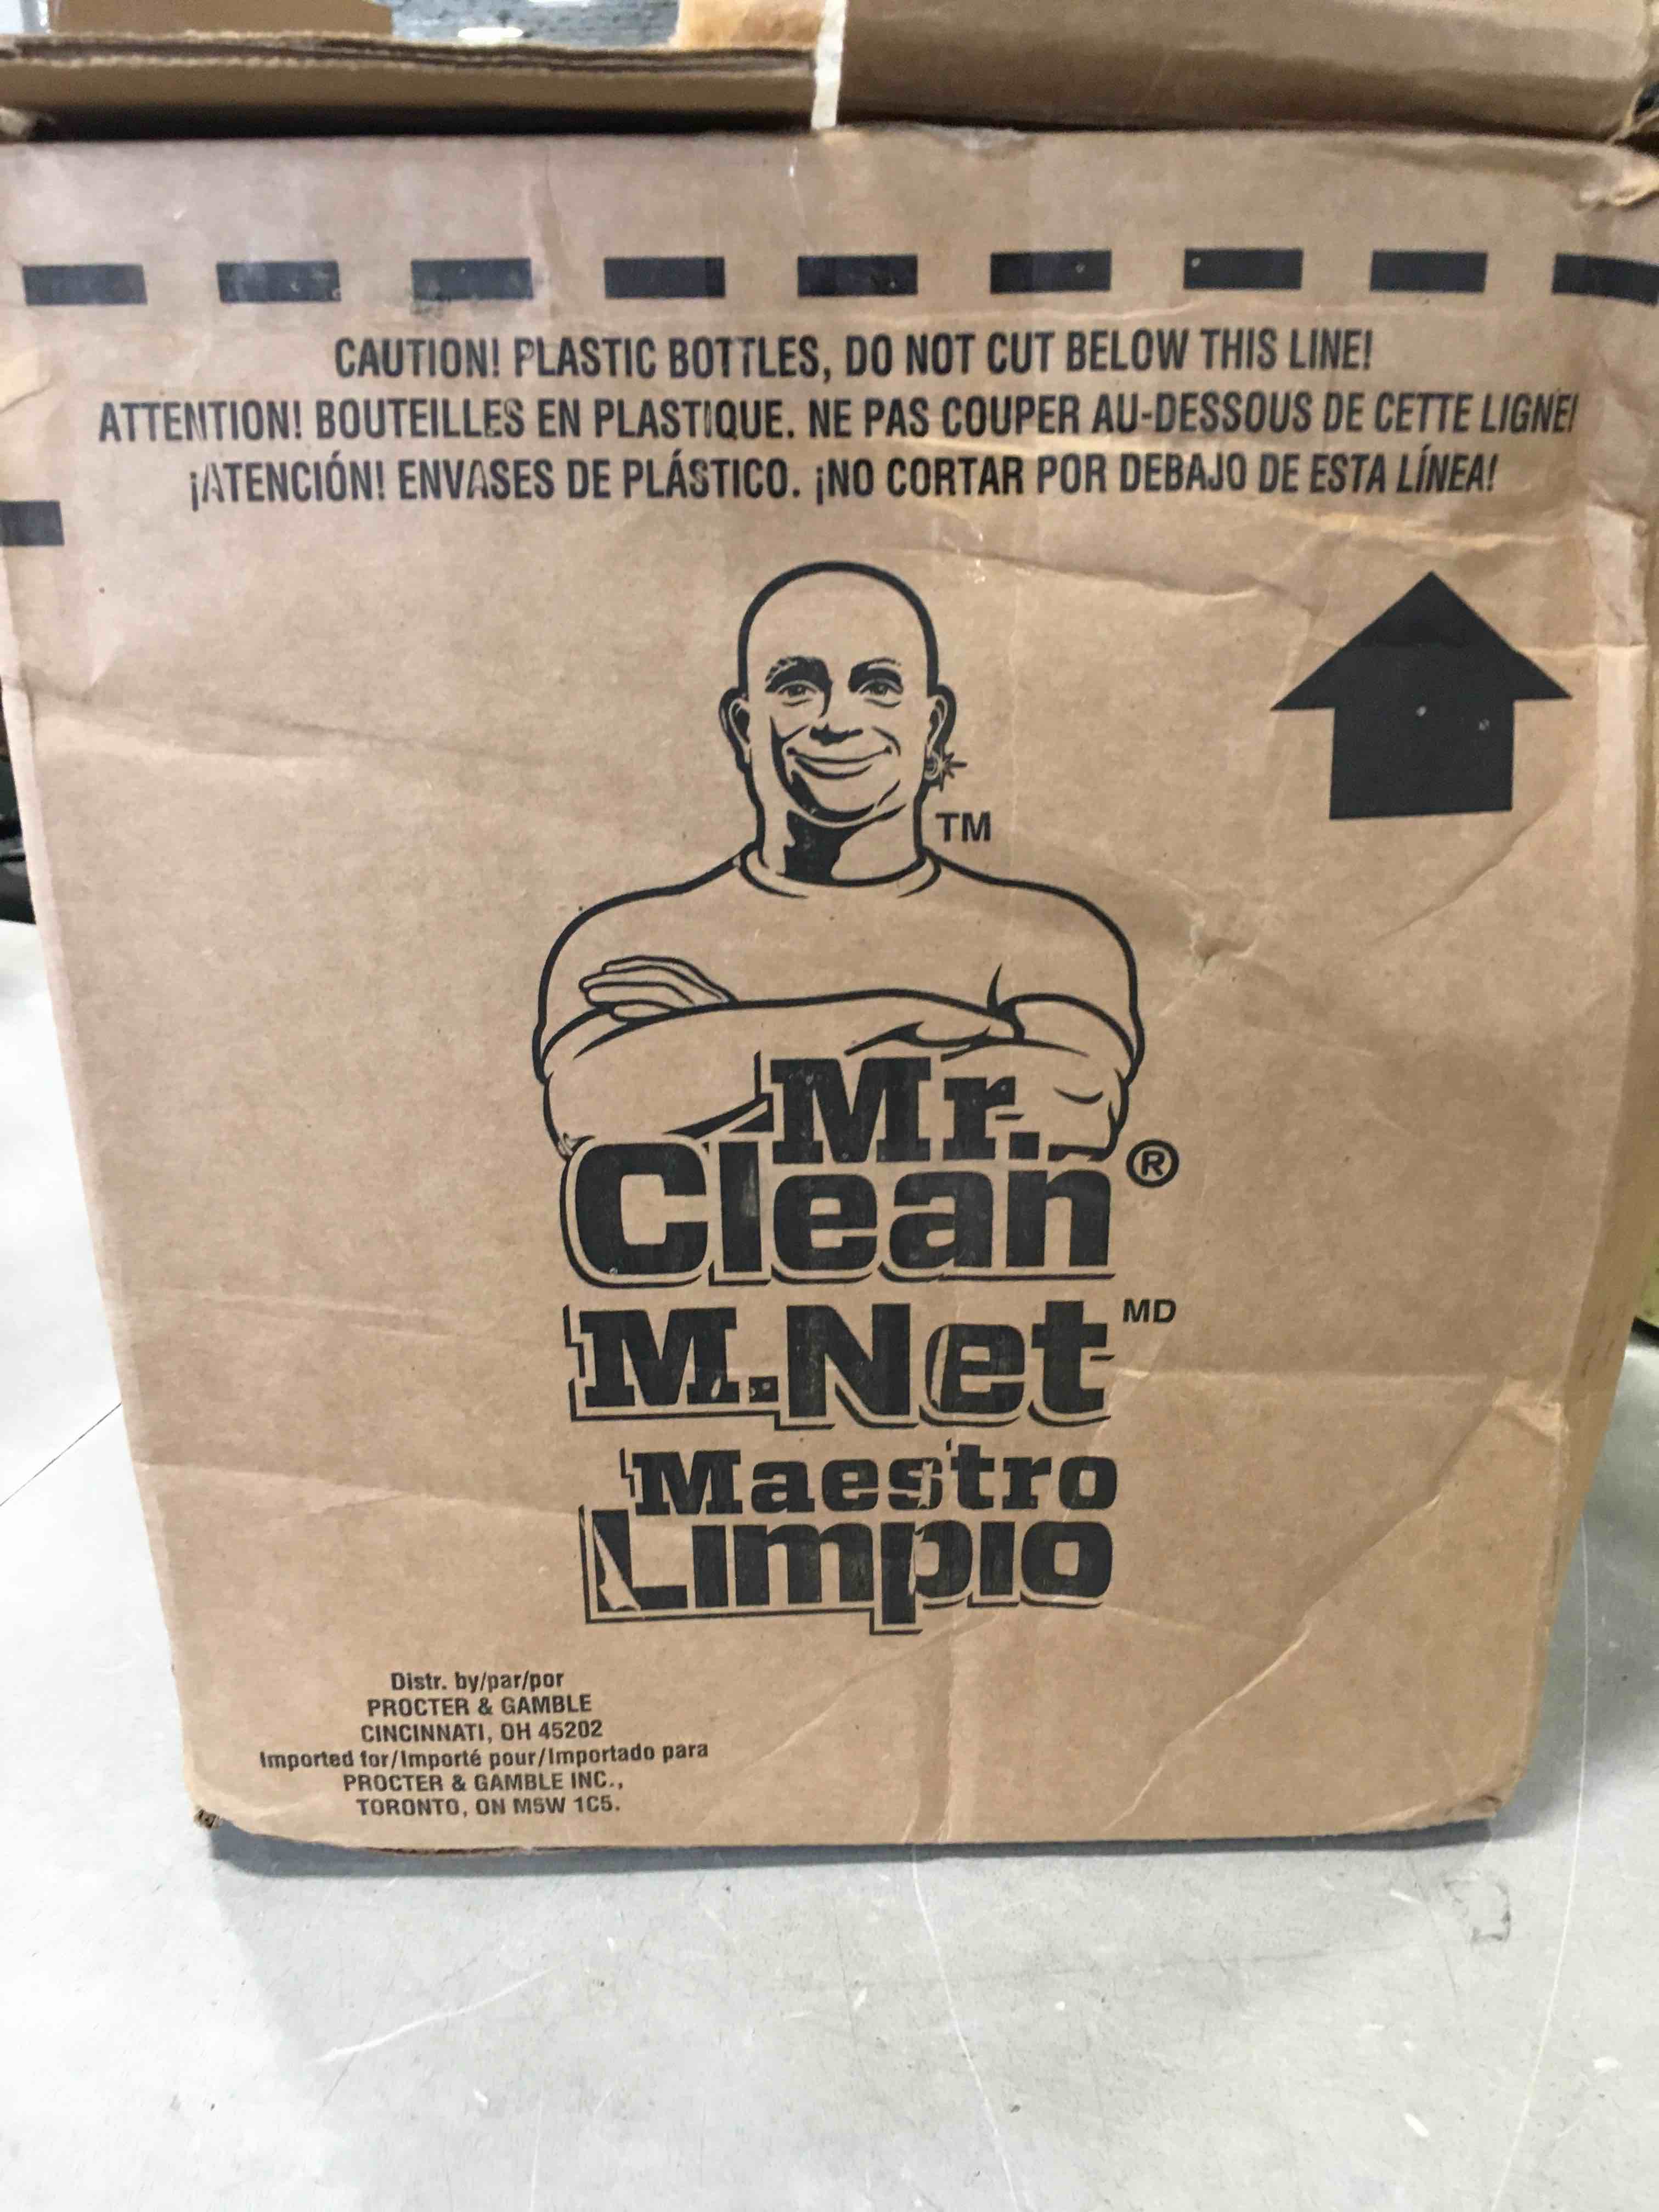 CAUTION! PLASTIC BOTTLES, DO NOT CUT BELOW THIS LINE!
ATTENTION! BOUTEILLES EN PLASTIQUE. NE PAS COUPER AU-DESSOUS DE CETTE LIGNE!
¡ATENCIÓN! ENVASES DE PLÁSTICO. ¡NO CORTAR POR DEBAJO DE ESTA LÍNEA!
TM
Mr.
Clean®
M.Net MD
Maestro
Limpio
Distr. by/par/por
PROCTER & GAMBLE
CINCINNATI, OH 45202
Imported for/Importé pour/Importado para
PROCTER & GAMBLE INC.,
TORONTO, ON M5W 1C5.